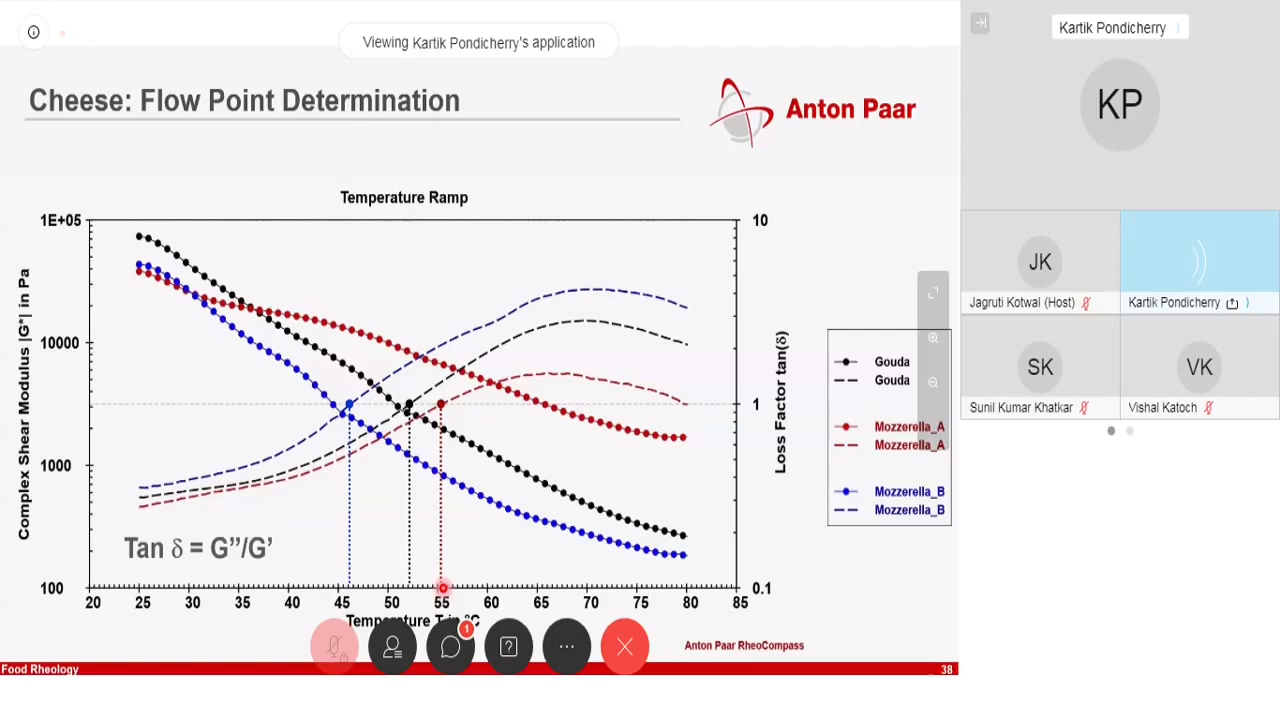 Viewing Kartik Pondicherry's application
Cheese: Flow Point Determination
Anton Paar
Temperature Ramp
1E+05
10000
1000
100
Complex Shear Modulus |G*| in Pa
10
1
0.1
Loss Factor tan(δ)
Tan δ = G”/G’
20 25 30 35 40 45 50 55 60 65 70 75 80 85
Gouda
Gouda
Mozzerella_A
Mozzerella_A
Mozzerella_B
Mozzerella_B
1
?
Anton Paar RheoCompass
Food Rheology
38
Kartik Pondicherry
KP
JK
Jagruti Kotwal (Host)
Kartik Pondicherry
SK
Sunil Kumar Khatkar
VK
Vishal Katoch